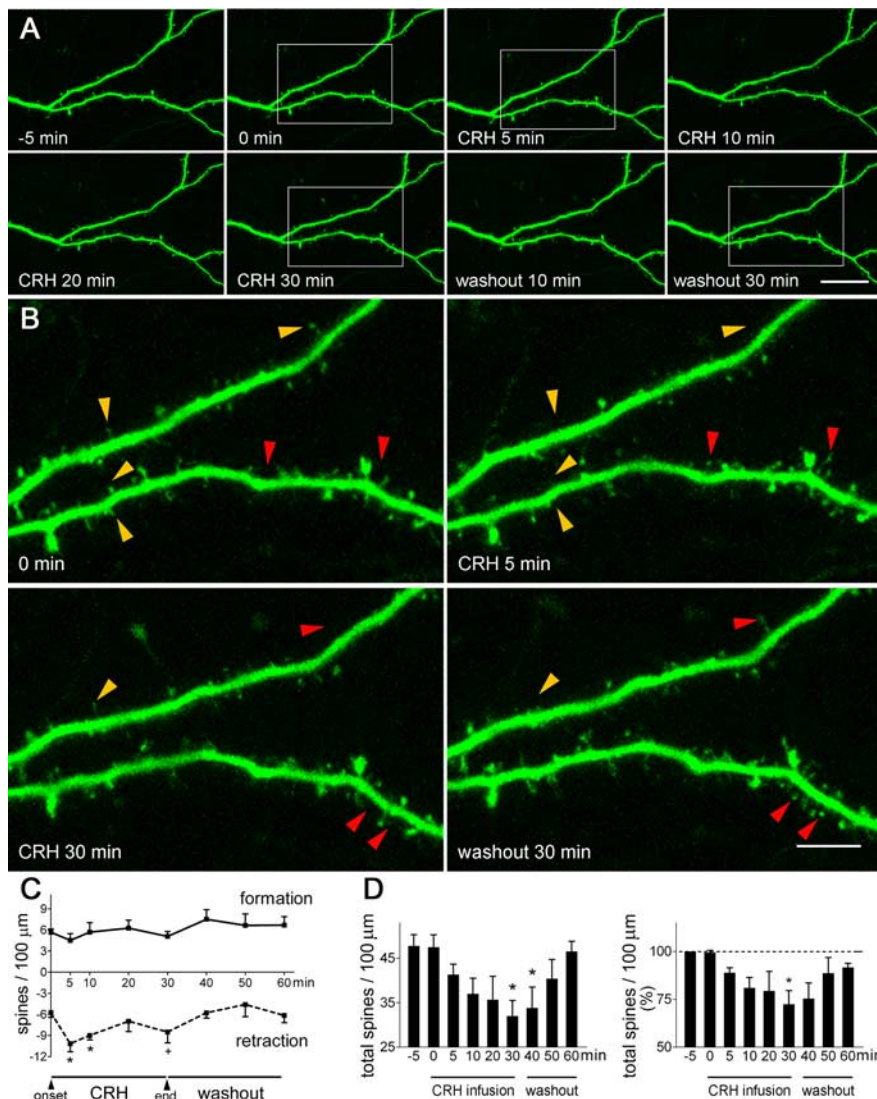 A
-5 min
0 min
CRH 5 min
CRH 10 min
CRH 20 min
CRH 30 min
washout 10 min
washout 30 min
B
0 min
CRH 5 min
CRH 30 min
washout 30 min
C
formation
spines / 100 µm
9
6
3
0
-3
-6
-9
-12
5 10 20 30 40 50 60 min
retraction
* * +
onset CRH end washout
D
total spines / 100 µm
45
35
25
* *
-5 0 5 10 20 30 40 50 60 min
CRH infusion washout
total spines / 100 µm
(%)
100
75
50
*
-5 0 5 10 20 30 40 50 60 min
CRH infusion washout